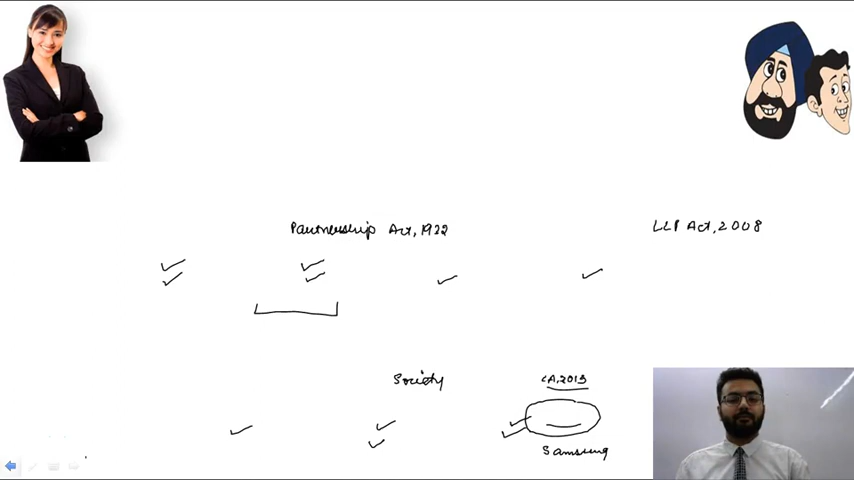 Partnership Act, 1932
LLP Act, 2008
Society
CA, 2013
Samsung